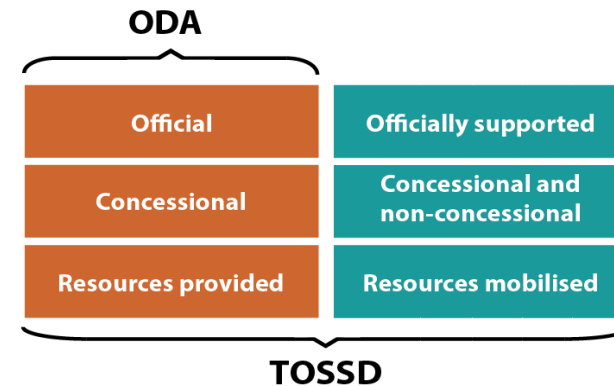 ODA
Official
Officially supported
Concessional
Concessional and
non-concessional
Resources provided
Resources mobilised
TOSSD